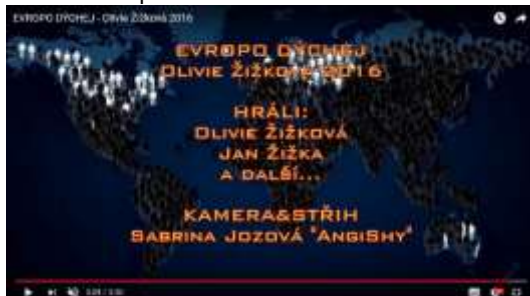 EVROPO DÝCHEJ - Olivie Žižková 2016
EVROPO DÝCHEJ
OLIVIE ŽIŽKOVÁ 2016
HRÁLI:
OLIVIE ŽIŽKOVÁ
JAN ŽIŽKA
A DALŠÍ...
KAMERA&STŘIH
SABRINA JOZOVÁ "ANGISHY"